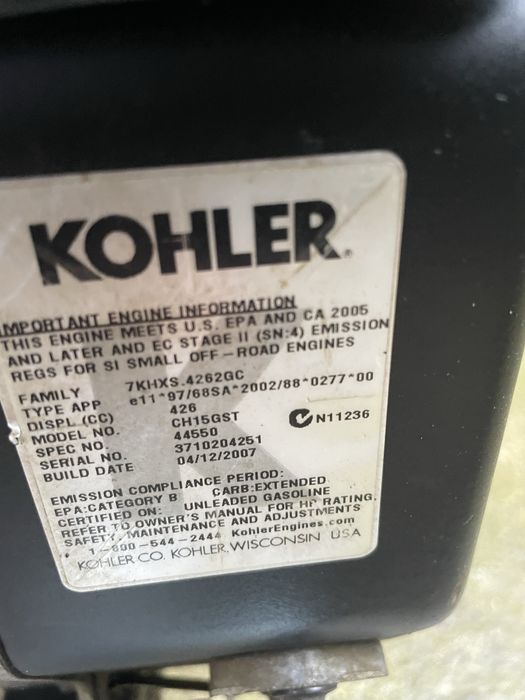 KOHLER.
IMPORTANT ENGINE INFORMATION
THIS ENGINE MEETS U.S. EPA AND CA 2005
AND LATER AND EC STAGE II (SN:4) EMISSION
REGS FOR SI SMALL OFF-ROAD ENGINES
FAMILY 7KHXS.4262GC
TYPE APP e11*97/68SA*2002/88*0277*00
DISPL (CC) 426
MODEL NO. CH15GST N11236
SPEC NO. 44550
SERIAL NO. 3710204251
BUILD DATE 04/12/2007
EMISSION COMPLIANCE PERIOD:
EPA:CATEGORY B CARB:EXTENDED
CERTIFIED ON: UNLEADED GASOLINE
REFER TO OWNER'S MANUAL FOR HP RATING,
SAFETY, MAINTENANCE AND ADJUSTMENTS
1-800-544-2444 KohlerEngines.com
KOHLER CO. KOHLER, WISCONSIN USA